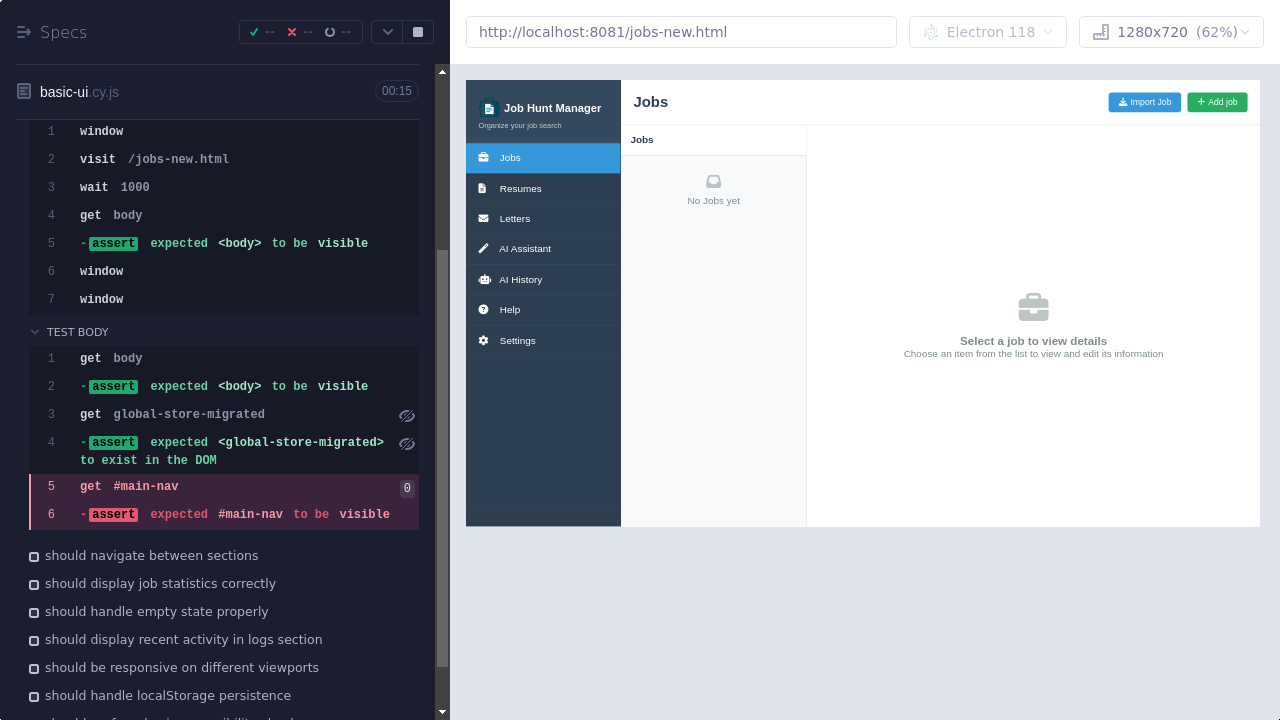 Specs
--
--
--
basic-ui.cy.js
00:15
1 window
2 visit /jobs-new.html
3 wait 1000
4 get body
5 -assert expected <body> to be visible
6 window
7 window
TEST BODY
1 get body
2 -assert expected <body> to be visible
3 get global-store-migrated
4 -assert expected <global-store-migrated>
to exist in the DOM
5 get #main-nav 0
6 -assert expected #main-nav to be visible
should navigate between sections
should display job statistics correctly
should handle empty state properly
should display recent activity in logs section
should be responsive on different viewports
should handle localStorage persistence
http://localhost:8081/jobs-new.html
Electron 118
1280x720 (62%)
Job Hunt Manager
Organize your job search
Jobs
Resumes
Letters
AI Assistant
AI History
Help
Settings
Jobs
Import Job
Add job
Jobs
No Jobs yet
Select a job to view details
Choose an item from the list to view and edit its information